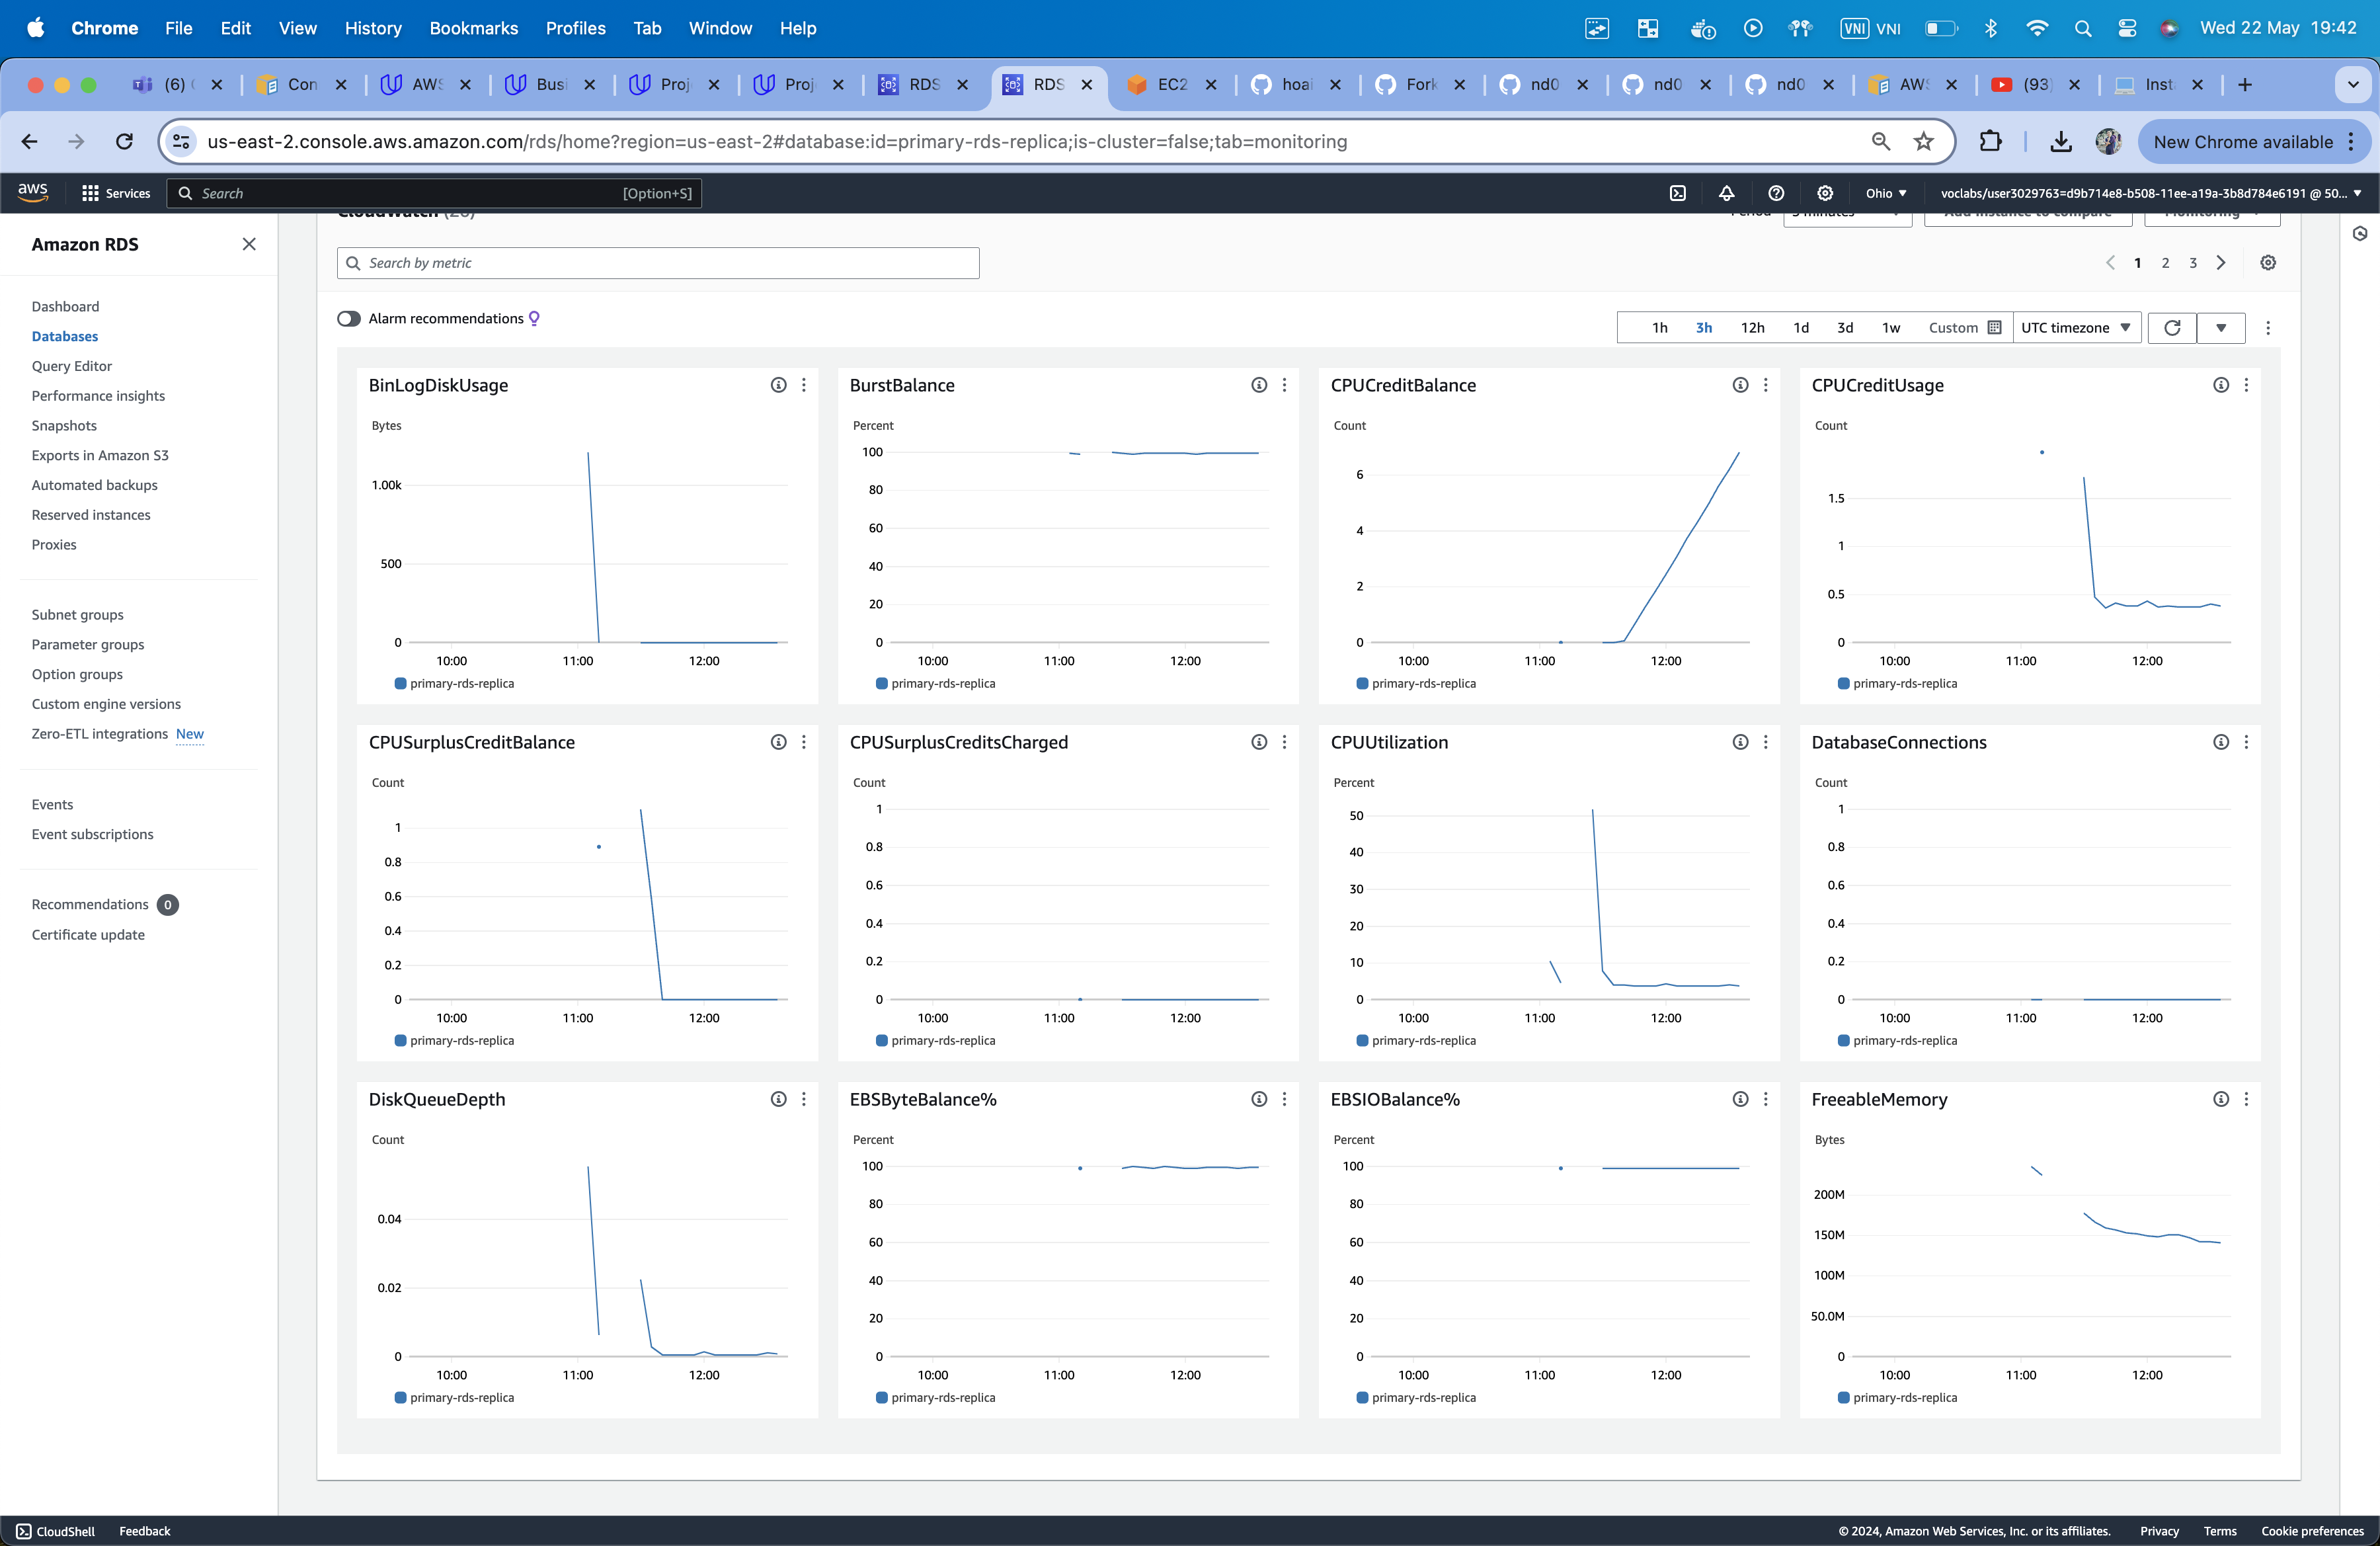 Chrome File Edit View History Bookmarks Profiles Tab Window Help VNI VNI Wed 22 May 19:42
(6) Con AWS Busi Proj Proj RDS RDS EC2 hoai Fork nd0 nd0 nd0 AWS (93) Inst
us-east-2.console.aws.amazon.com/rds/home?region=us-east-2#database:id=primary-rds-replica;is-cluster=false;tab=monitoring New Chrome available
aws Services Search [Option+S] Ohio voclabs/user3029763=d9b714e8-b508-11ee-a19a-3b8d784e6191 @ 50...
Amazon RDS
Dashboard
Databases
Query Editor
Performance insights
Snapshots
Exports in Amazon S3
Automated backups
Reserved instances
Proxies
Subnet groups
Parameter groups
Option groups
Custom engine versions
Zero-ETL integrations New
Events
Event subscriptions
Recommendations 0
Certificate update
Search by metric
1 2 3
Alarm recommendations
1h 3h 12h 1d 3d 1w Custom UTC timezone
BinLogDiskUsage
Bytes
1.00k
500
0
10:00 11:00 12:00
primary-rds-replica
BurstBalance
Percent
100
80
60
40
20
0
10:00 11:00 12:00
primary-rds-replica
CPUCreditBalance
Count
6
4
2
0
10:00 11:00 12:00
primary-rds-replica
CPUCreditUsage
Count
1.5
1
0.5
0
10:00 11:00 12:00
primary-rds-replica
CPUSurplusCreditBalance
Count
1
0.8
0.6
0.4
0.2
0
10:00 11:00 12:00
primary-rds-replica
CPUSurplusCreditsCharged
Count
1
0.8
0.6
0.4
0.2
0
10:00 11:00 12:00
primary-rds-replica
CPUUtilization
Percent
50
40
30
20
10
0
10:00 11:00 12:00
primary-rds-replica
DatabaseConnections
Count
1
0.8
0.6
0.4
0.2
0
10:00 11:00 12:00
primary-rds-replica
DiskQueueDepth
Count
0.04
0.02
0
10:00 11:00 12:00
primary-rds-replica
EBSByteBalance%
Percent
100
80
60
40
20
0
10:00 11:00 12:00
primary-rds-replica
EBSIOBalance%
Percent
100
80
60
40
20
0
10:00 11:00 12:00
primary-rds-replica
FreeableMemory
Bytes
200M
150M
100M
50.0M
0
10:00 11:00 12:00
primary-rds-replica
CloudShell Feedback © 2024, Amazon Web Services, Inc. or its affiliates. Privacy Terms Cookie preferences